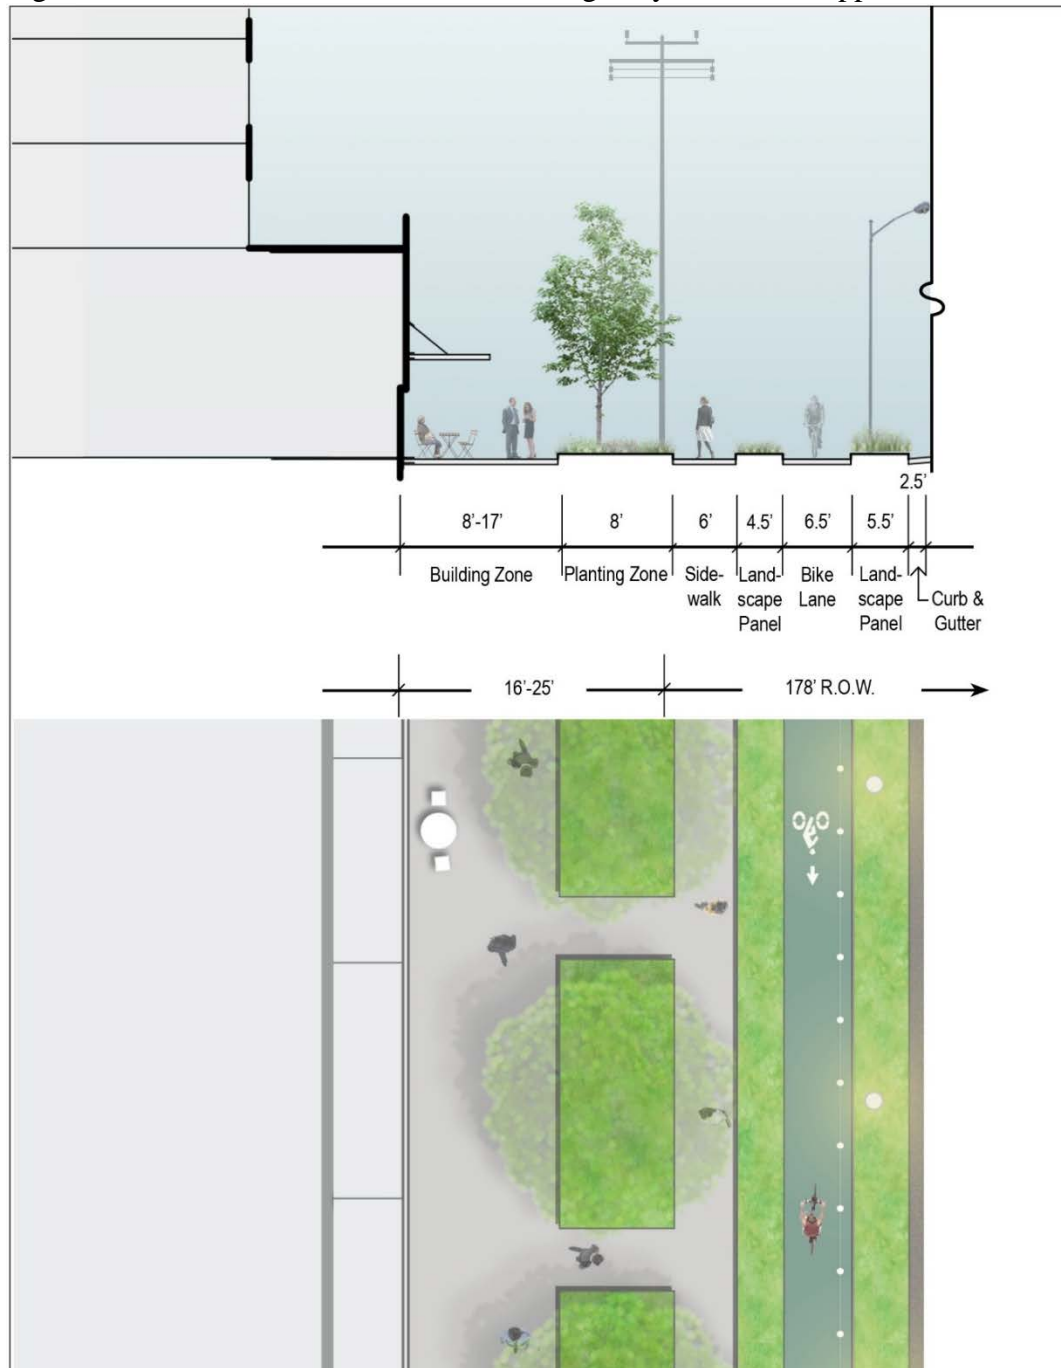 2.5'
8'-17'
8'
6'
4.5'
6.5'
5.5'
Building Zone
Planting Zone
Side-
walk
Land-
scape
Panel
Bike
Lane
Land-
scape
Panel
Curb &
Gutter
16'-25'
178' R.O.W.